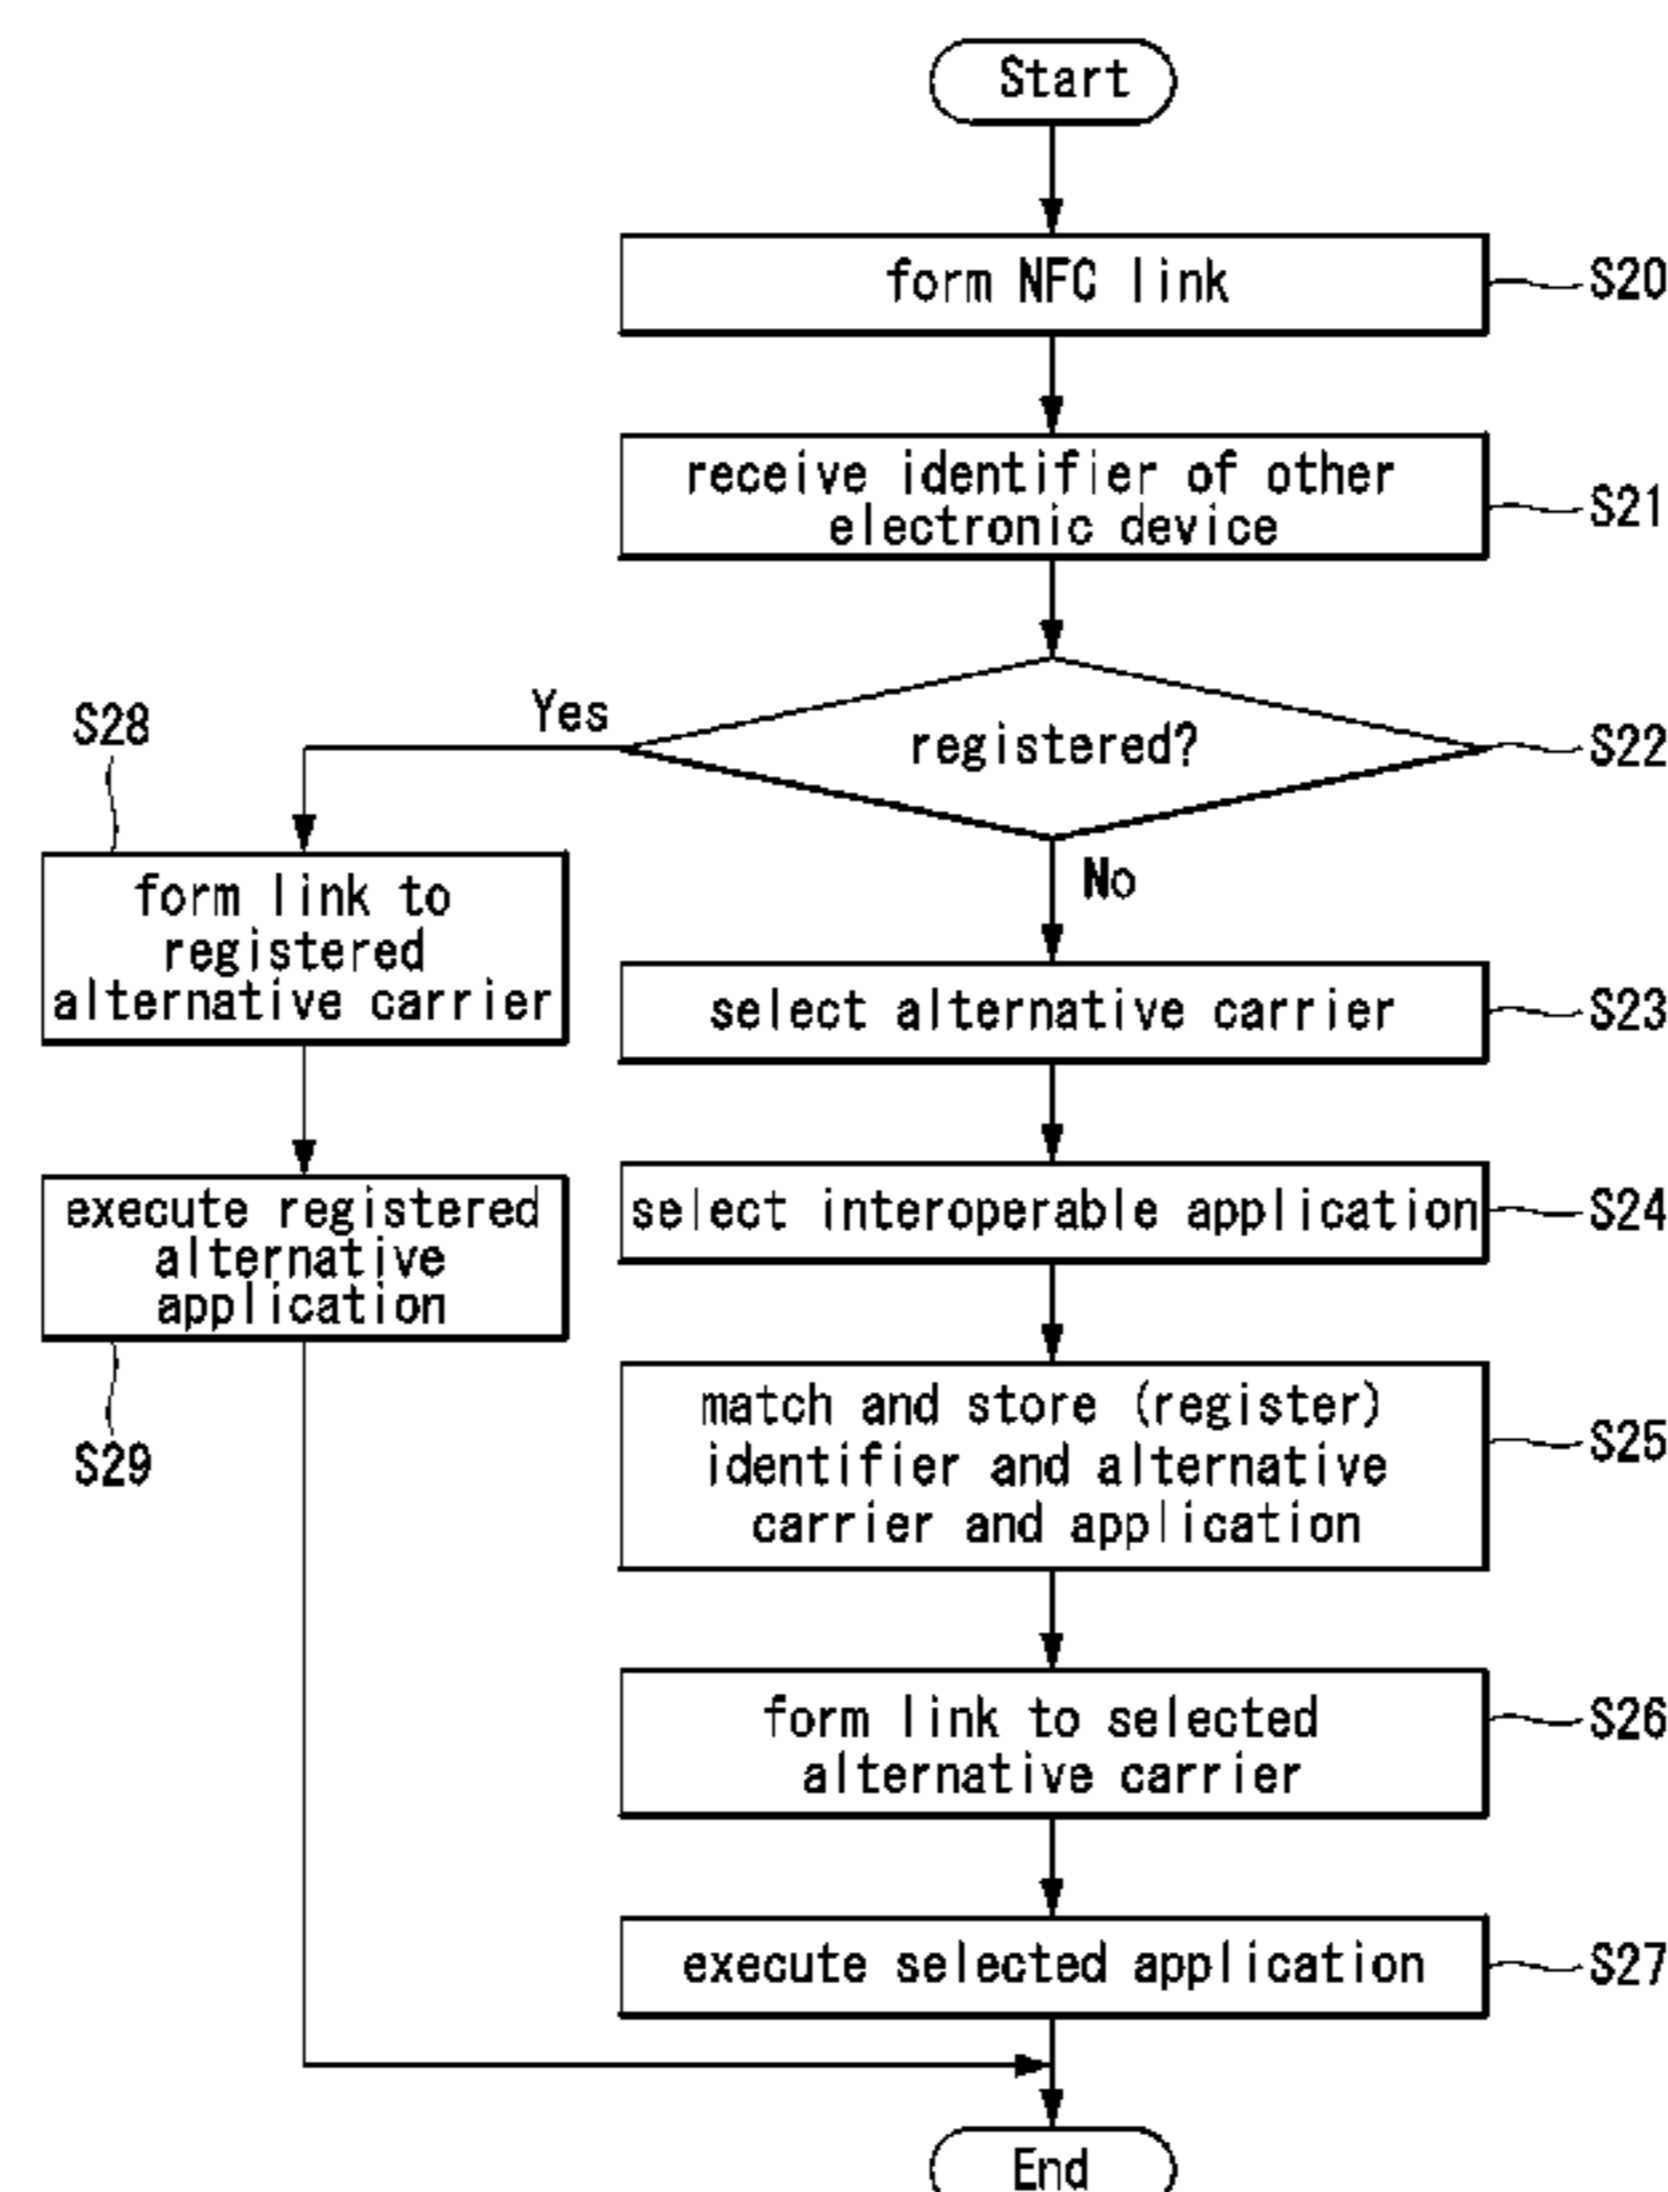 Start
form NFC link
S20
receive identifier of other
electronic device
S21
registered?
S22
Yes
No
S28
form link to
registered
alternative carrier
execute registered
alternative
application
S29
select alternative carrier
S23
select interoperable application
S24
match and store (register)
identifier and alternative
carrier and application
S25
form link to selected
alternative carrier
S26
execute selected application
S27
End